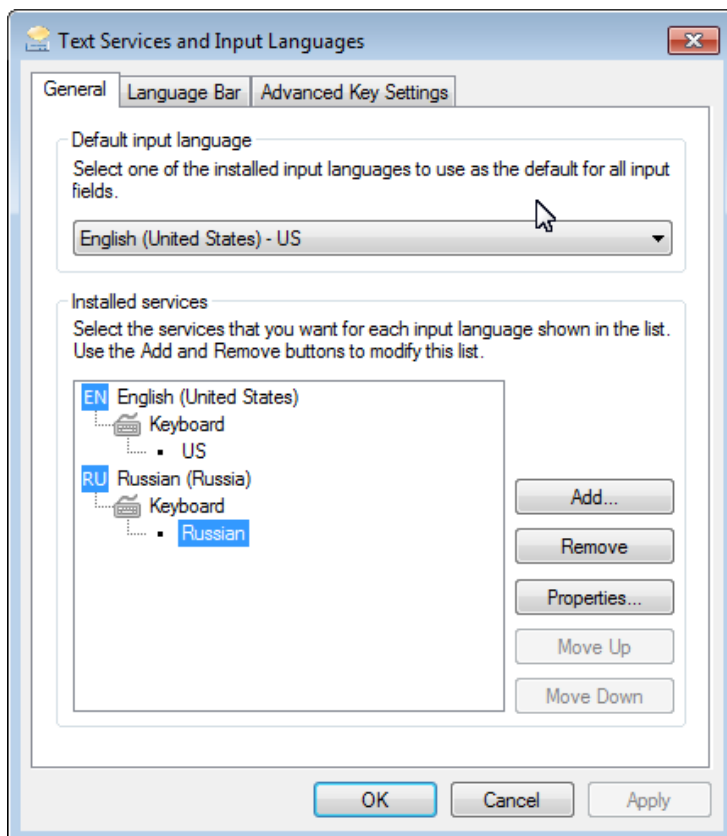 Text Services and Input Languages
General
Language Bar
Advanced Key Settings
Default input language
Select one of the installed input languages to use as the default for all input
fields.
English (United States) - US
Installed services
Select the services that you want for each input language shown in the list.
Use the Add and Remove buttons to modify this list.
EN English (United States)
Keyboard
US
RU Russian (Russia)
Keyboard
Russian
Add...
Remove
Properties...
Move Up
Move Down
OK
Cancel
Apply